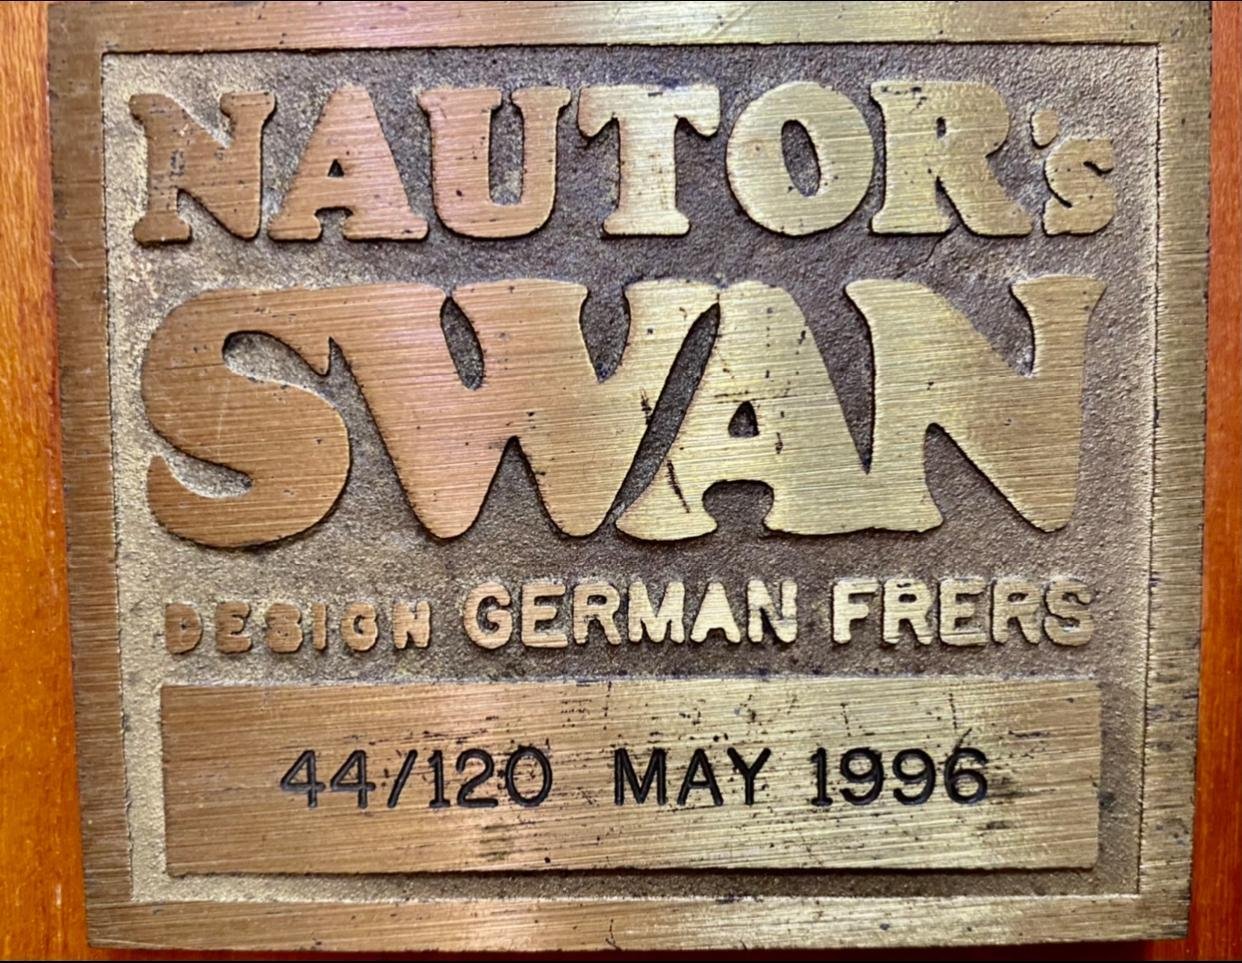 NAUTOR's
SWAN
DESIGN GERMAN FRERS
44/120 MAY 1996